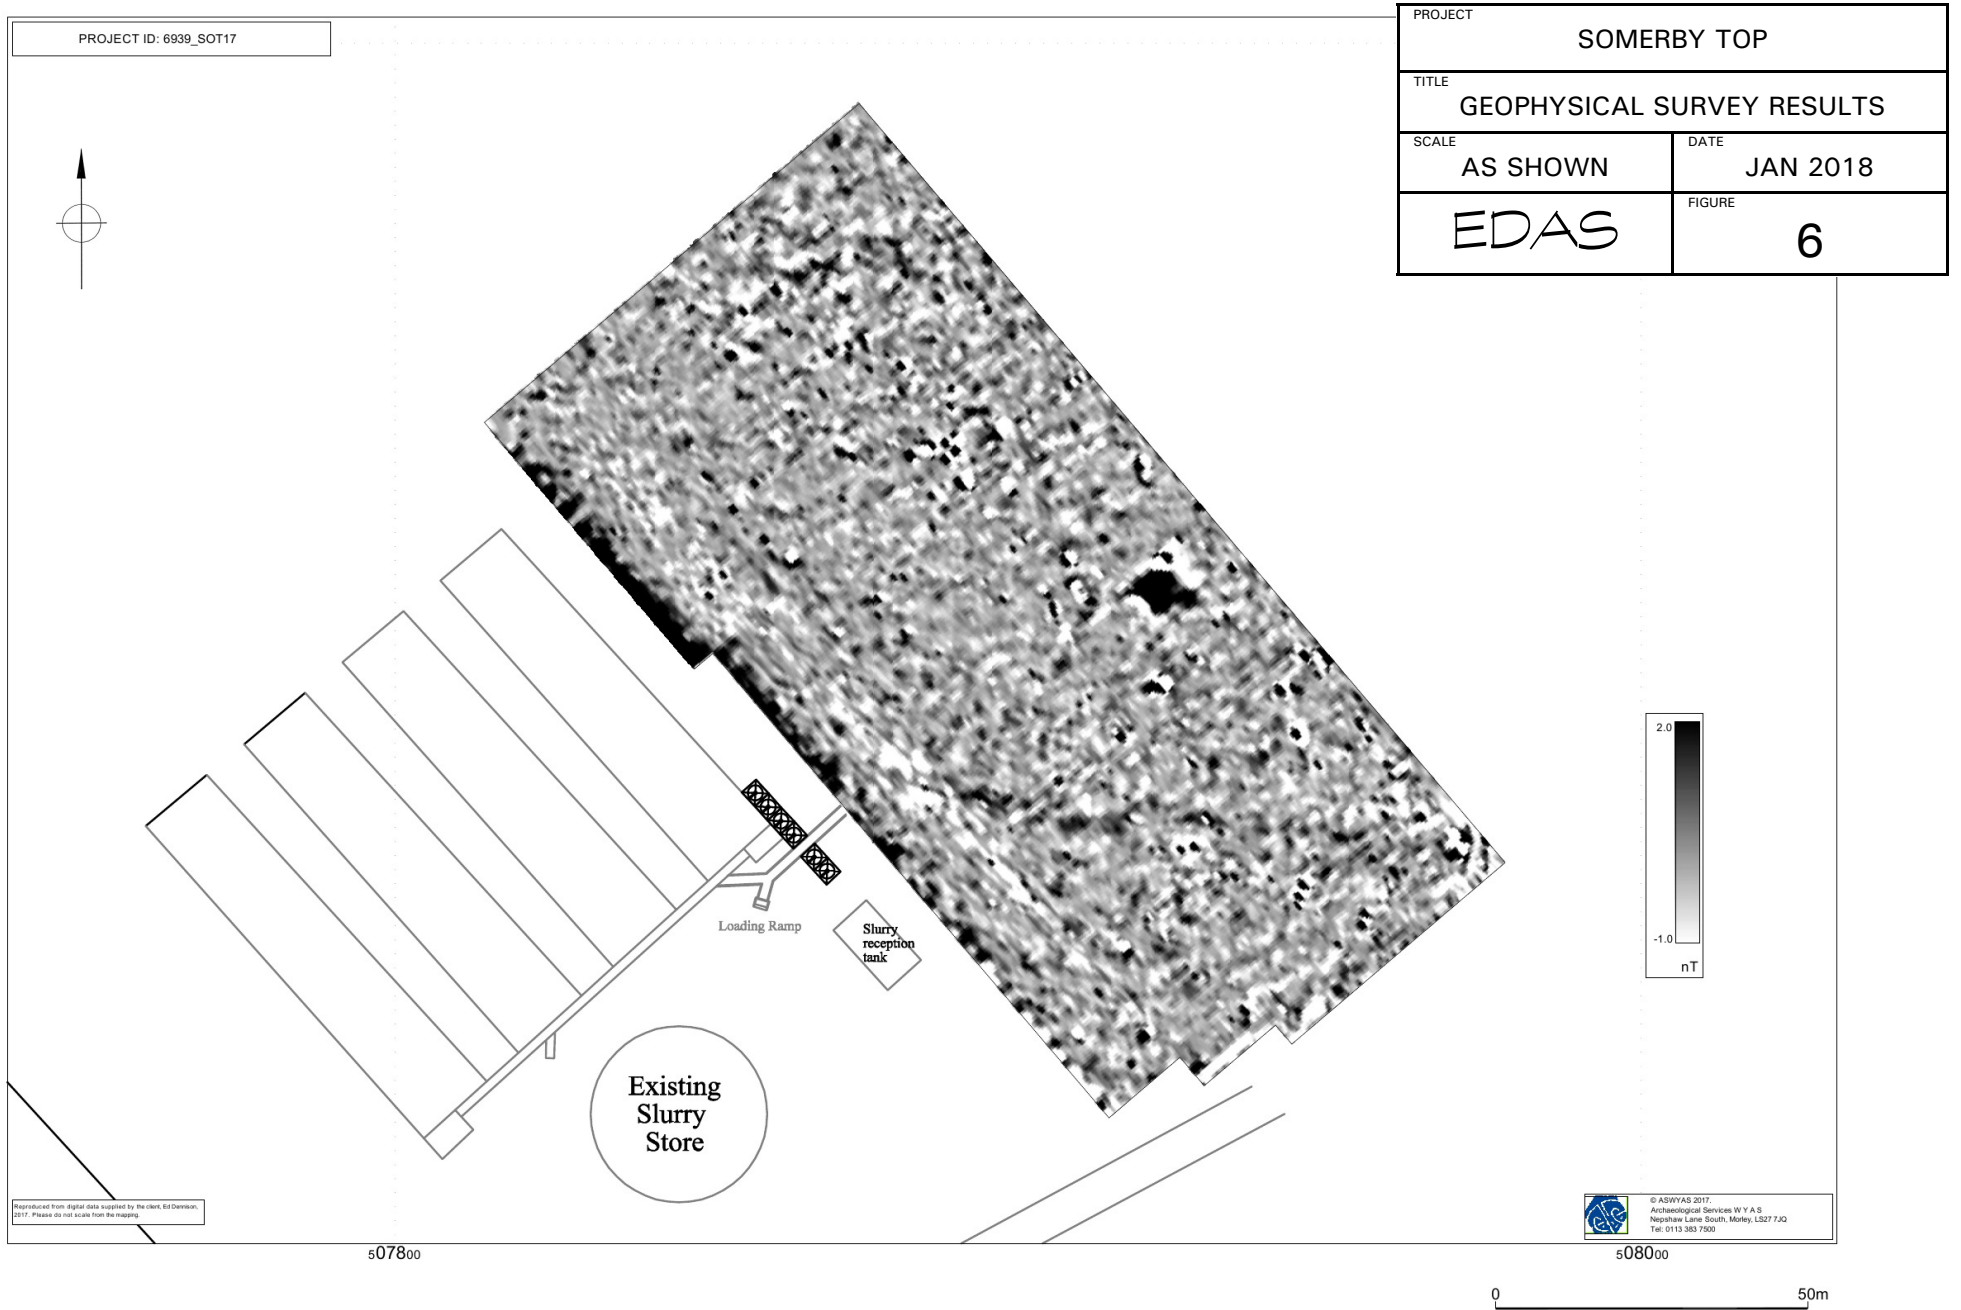 PROJECT ID: 6939_SOT17
PROJECT
SOMERBY TOP
TITLE
GEOPHYSICAL SURVEY RESULTS
SCALE
AS SHOWN
DATE
JAN 2018
EDAS
FIGURE
6
2.0
-1.0
nT
Loading Ramp
Slurry
reception
tank
Existing
Slurry
Store
Reproduced from digital data supplied by the client, Ed Dennison,
2017. Please do not scale from the mapping.
© ASWYAS 2017.
Archaeological Services W Y A S
Nepshaw Lane South, Morley, LS27 7JQ
Tel: 0113 383 7500
507800
508000
0 50m